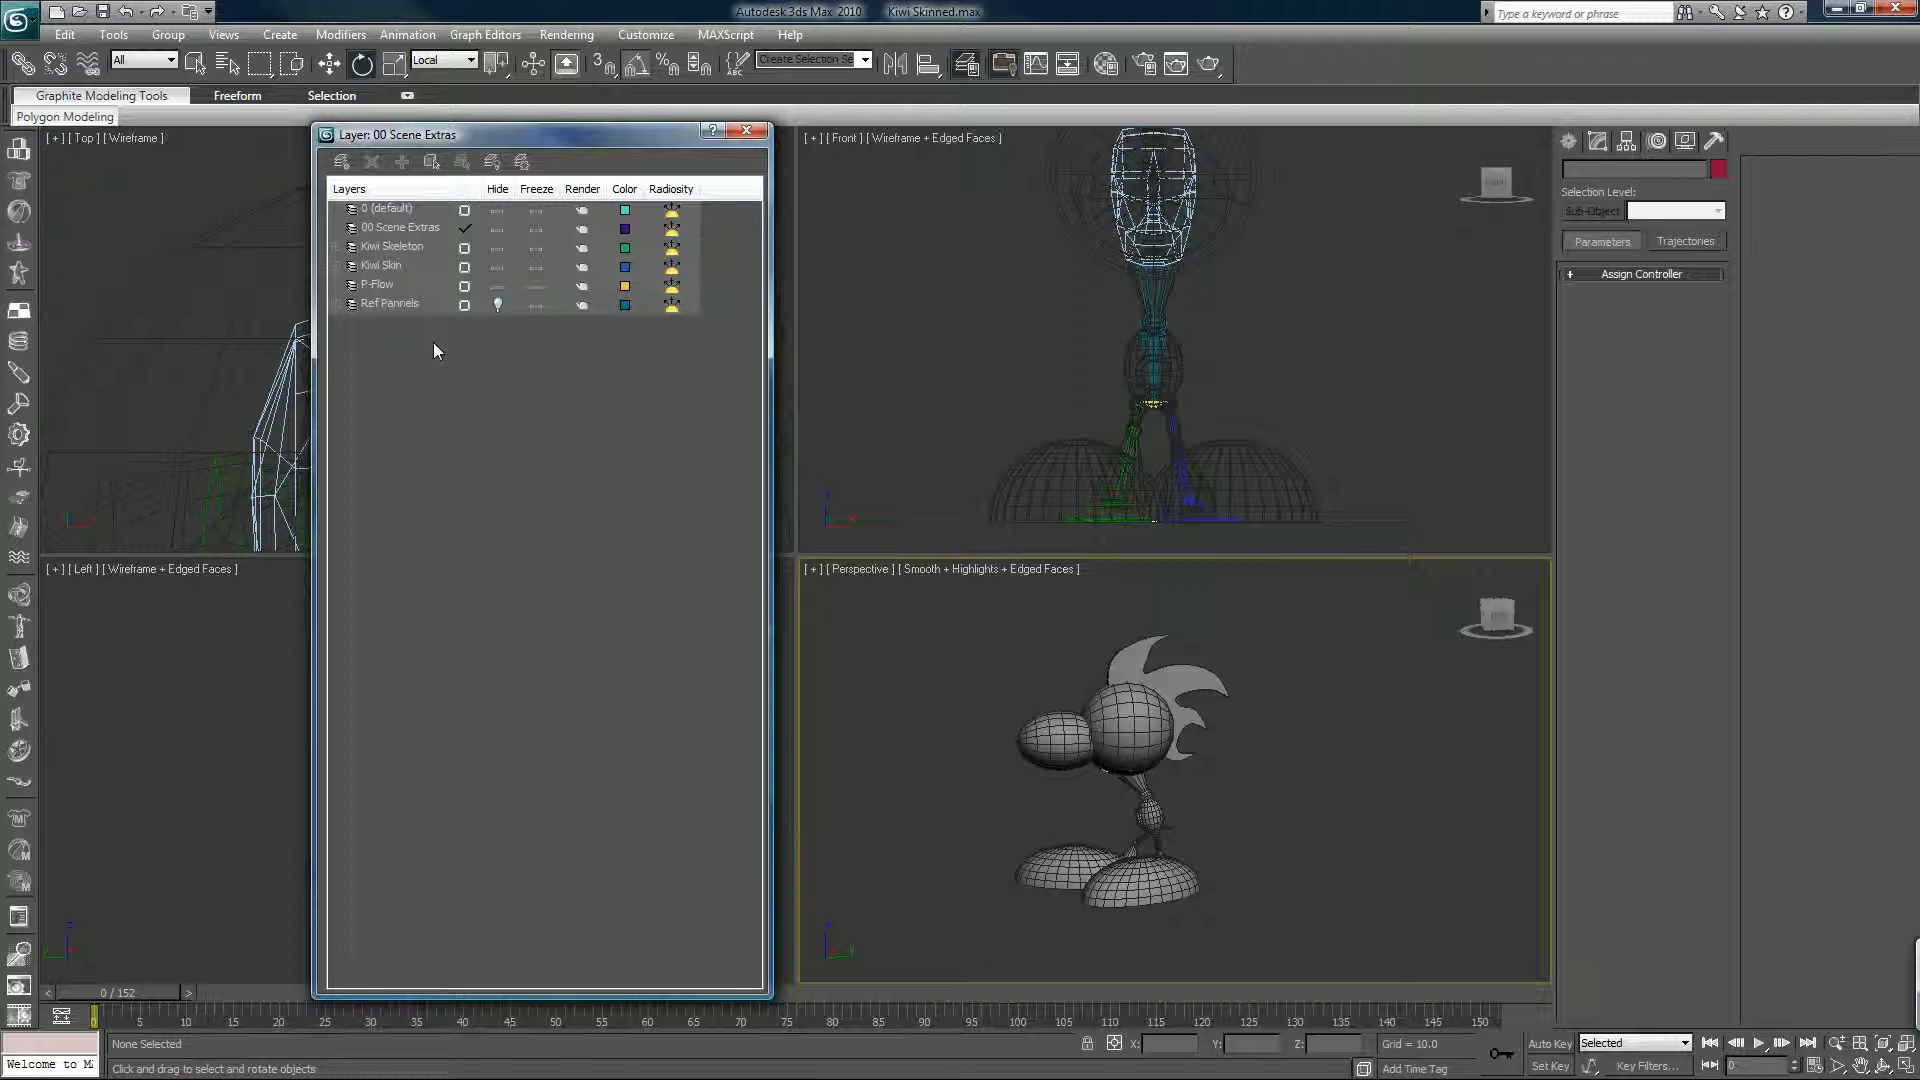 Autodesk 3ds Max 2010 Kiwi Skinned.max
Type a keyword or phrase
Edit Tools Group Views Create Modifiers Animation Graph Editors Rendering Customize MAXScript Help
All Local Create Selection Se
Graphite Modeling Tools Freeform Selection
Polygon Modeling
[ + ] [ Top ] [ Wireframe ]
Layer: 00 Scene Extras
[ + ] [ Front ] [ Wireframe + Edged Faces ]
Layers Hide Freeze Render Color Radiosity
0 (default)
00 Scene Extras
Kiwi Skeleton
Kiwi Skin
P-Flow
Ref Pannels
Selection Level:
Sub-Object
Parameters Trajectories
+ Assign Controller
[ + ] [ Left ] [ Wireframe + Edged Faces ]
[ + ] [ Perspective ] [ Smooth + Highlights + Edged Faces ]
< 0 / 152 >
5 10 15 20 25 30 35 40 45 50 55 60 65 70 75 80 85 90 95 100 105 110 115 120 125 130 135 140 145 150
None Selected
X: Y: Z: Grid = 10.0
Auto Key Selected
Welcome to M
Click and drag to select and rotate objects
Add Time Tag
Set Key Key Filters... 0